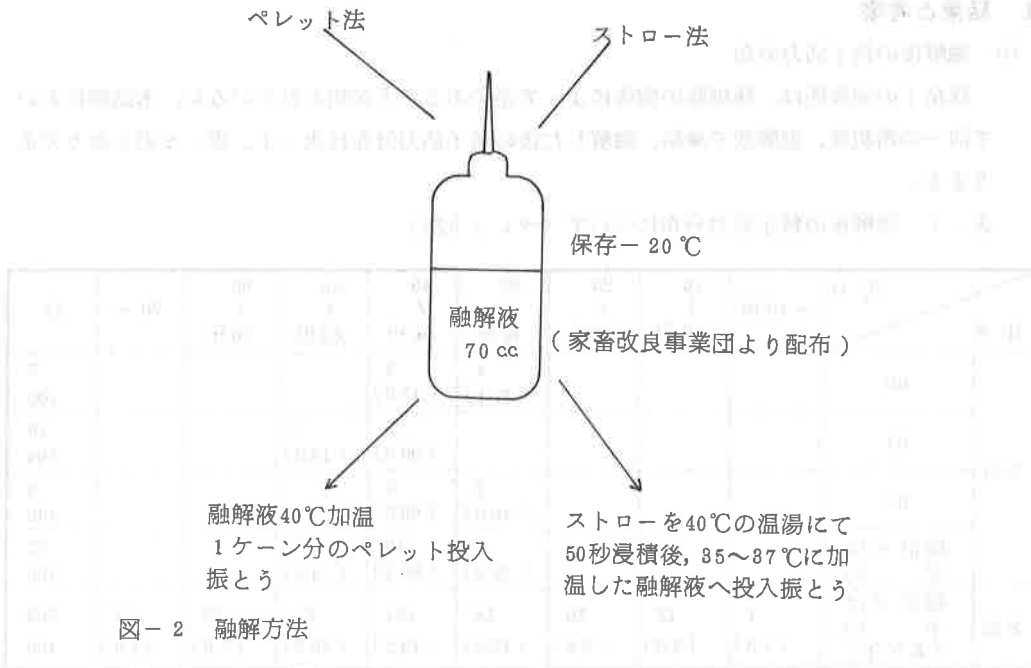 ペレット法
ストロー法
保存－20℃
融解液
70cc
（家畜改良事業団より配布）
融解液40℃加温
1ケーン分のペレット投入
振とう
ストローを40℃の温湯にて
50秒浸積後，35～37℃に加
温した融解液へ投入振とう
図－2　融解方法